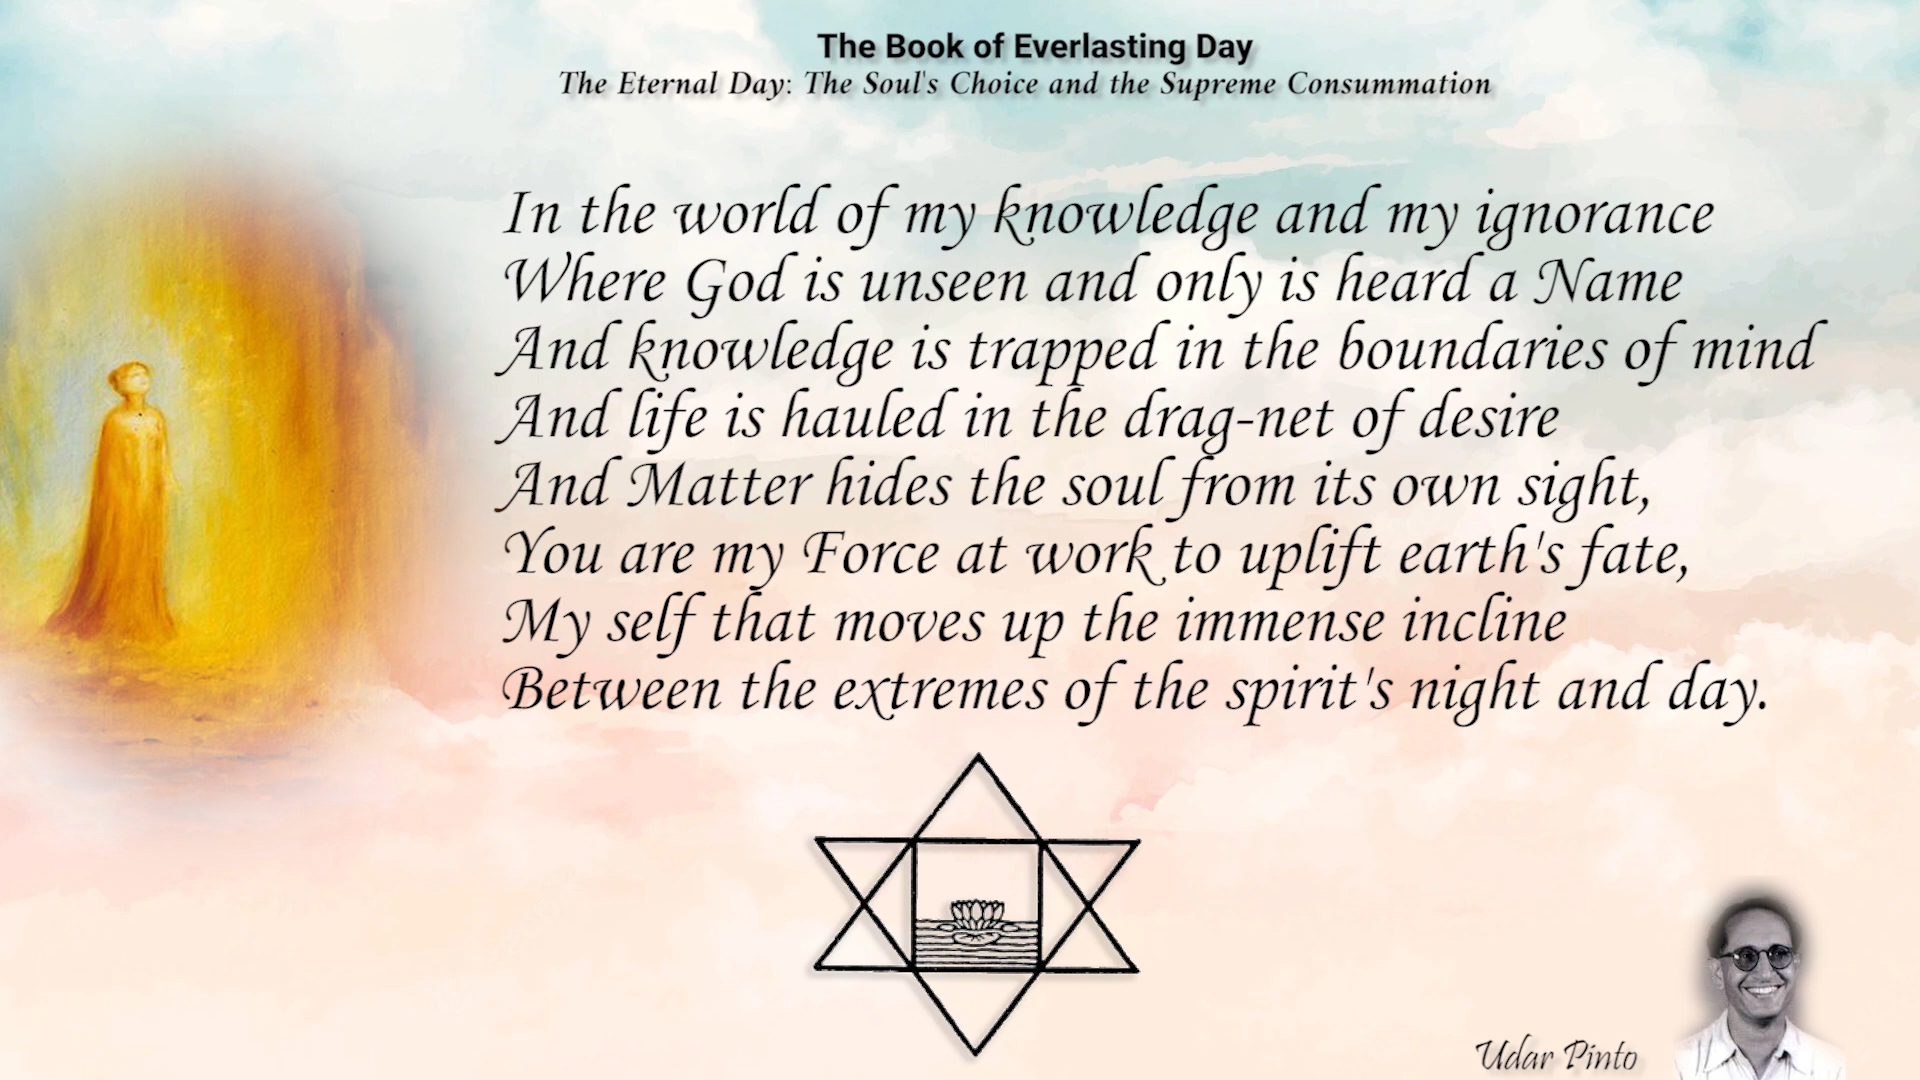 The Book of Everlasting Day
The Eternal Day: The Soul's Choice and the Supreme Consummation
In the world of my knowledge and my ignorance
Where God is unseen and only is heard a Name
And knowledge is trapped in the boundaries of mind
And life is hauled in the drag-net of desire
And Matter hides the soul from its own sight,
You are my Force at work to uplift earth's fate,
My self that moves up the immense incline
Between the extremes of the spirit's night and day.
Udar Pinto